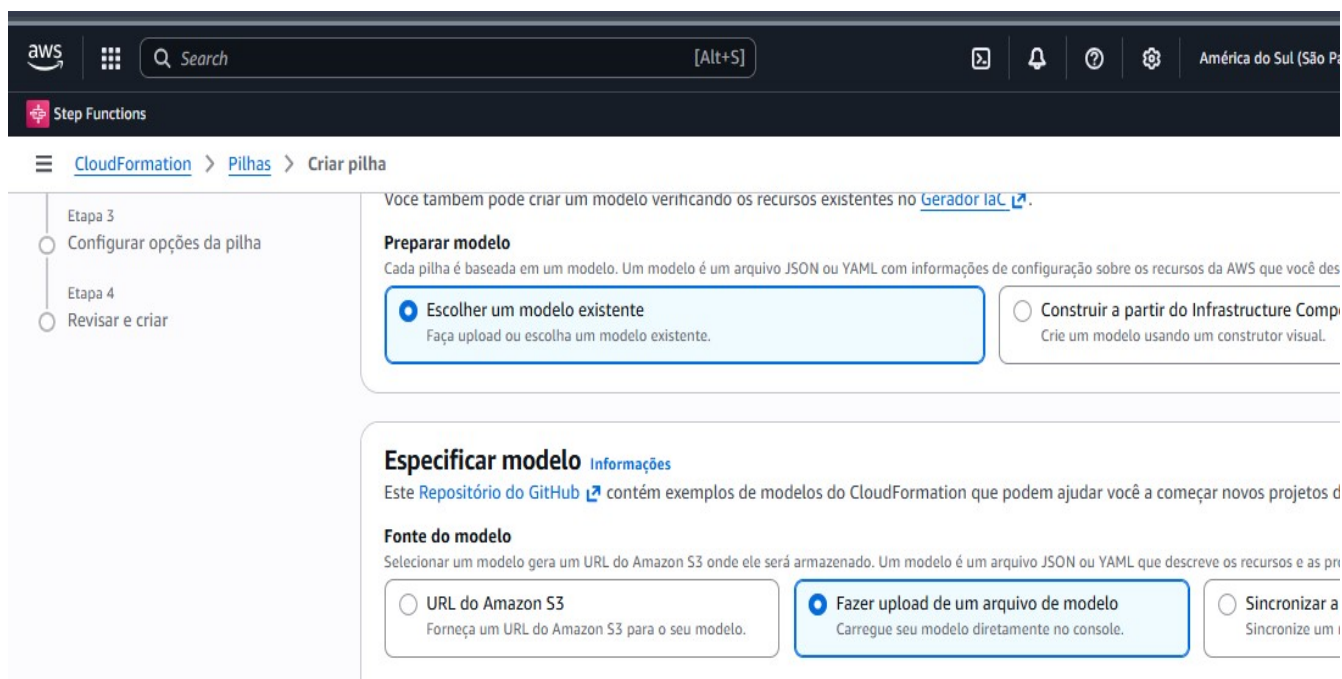 aws
Search [Alt+S] América do Sul (São Pa
Step Functions
CloudFormation > Pilhas > Criar pilha
Etapa 3
Configurar opções da pilha
Etapa 4
Revisar e criar
Você também pode criar um modelo verificando os recursos existentes no Gerador IaC.
Preparar modelo
Cada pilha é baseada em um modelo. Um modelo é um arquivo JSON ou YAML com informações de configuração sobre os recursos da AWS que você des
Escolher um modelo existente
Faça upload ou escolha um modelo existente.
Construir a partir do Infrastructure Compo
Crie um modelo usando um construtor visual.
Especificar modelo Informações
Este Repositório do GitHub contém exemplos de modelos do CloudFormation que podem ajudar você a começar novos projetos d
Fonte do modelo
Selecionar um modelo gera um URL do Amazon S3 onde ele será armazenado. Um modelo é um arquivo JSON ou YAML que descreve os recursos e as pro
URL do Amazon S3
Forneça um URL do Amazon S3 para o seu modelo.
Fazer upload de um arquivo de modelo
Carregue seu modelo diretamente no console.
Sincronizar a
Sincronize um